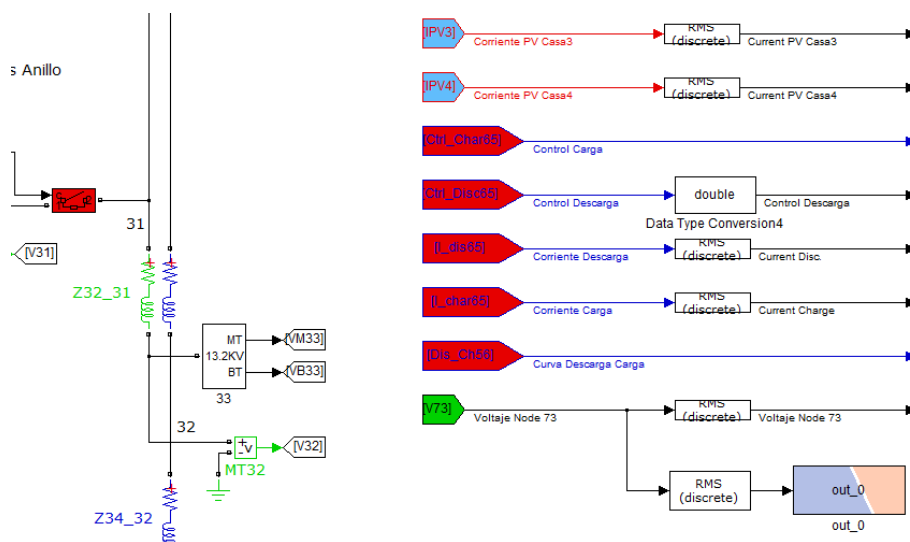 s Anillo
31
[V31]
Z32_31
MT
13.2KV
BT
33
[VM33]
[VB33]
32
+
-v
[V32]
MT32
Z34_32
[IPV3]
Corriente PV Casa3
RMS
(discrete)
Current PV Casa3
[IPV4]
Corriente PV Casa4
RMS
(discrete)
Current PV Casa4
[Ctrl_Char65]
Control Carga
[Ctrl_Disc65]
Control Descarga
double
Control Descarga
Data Type Conversion4
[I_dis65]
Corriente Descarga
RMS
(discrete)
Current Disc.
[I_char65]
Corriente Carga
RMS
(discrete)
Current Charge
[Dis_Ch56]
Curva Descarga Carga
[V73]
Voltaje Node 73
RMS
(discrete)
Voltaje Node 73
RMS
(discrete)
out_0
out_0